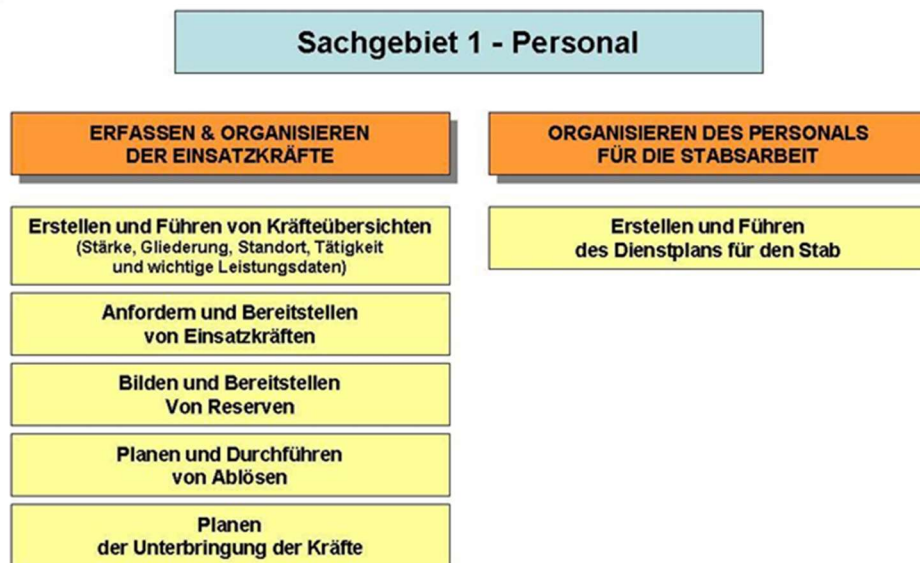 Sachgebiet 1 - Personal
ERFASSEN & ORGANISIEREN
DER EINSATZKRÄFTE
Erstellen und Führen von Kräfteübersichten
(Stärke, Gliederung, Standort, Tätigkeit
und wichtige Leistungsdaten)
Anfordern und Bereitstellen
von Einsatzkräften
Bilden und Bereitstellen
Von Reserven
Planen und Durchführen
von Ablösen
Planen
der Unterbringung der Kräfte
ORGANISIEREN DES PERSONALS
FÜR DIE STABSARBEIT
Erstellen und Führen
des Dienstplans für den Stab